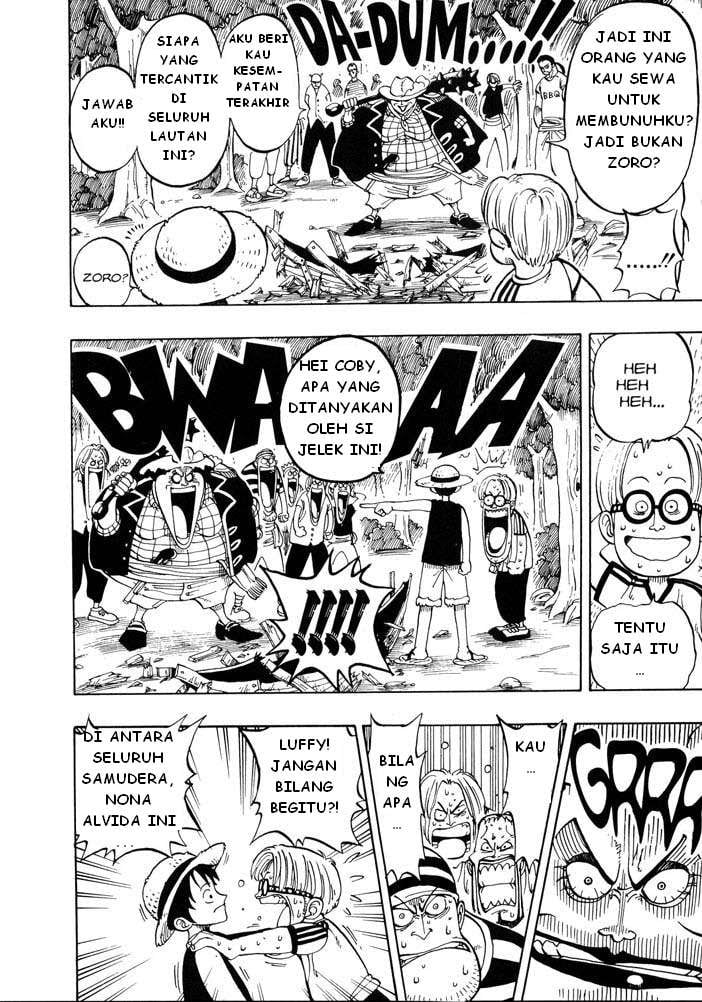 JADI INI
ORANG YANG
KAU SEWA
UNTUK
MEMBUNUHKU?
JADI BUKAN
ZORO?
......!!
BBQ
DA-DUM....!!
AKU BERI
KAU
KESEM-
PATAN
TERAKHIR
SIAPA
YANG
TERCANTIK
DI
SELURUH
LAUTAN
INI?
JAWAB
AKU!!
ZORO?
HEH
HEH
HEH...
TENTU
SAJA ITU
...
HEI COBY,
APA YANG
DITANYAKAN
OLEH SI
JELEK INI!
BWA AA
!!!!
GRRR
KAU
...
BILA
NG
APA
...
LUFFY!
JANGAN
BILANG
BEGITU?!
DI ANTARA
SELURUH
SAMUDERA,
NONA
ALVIDA INI